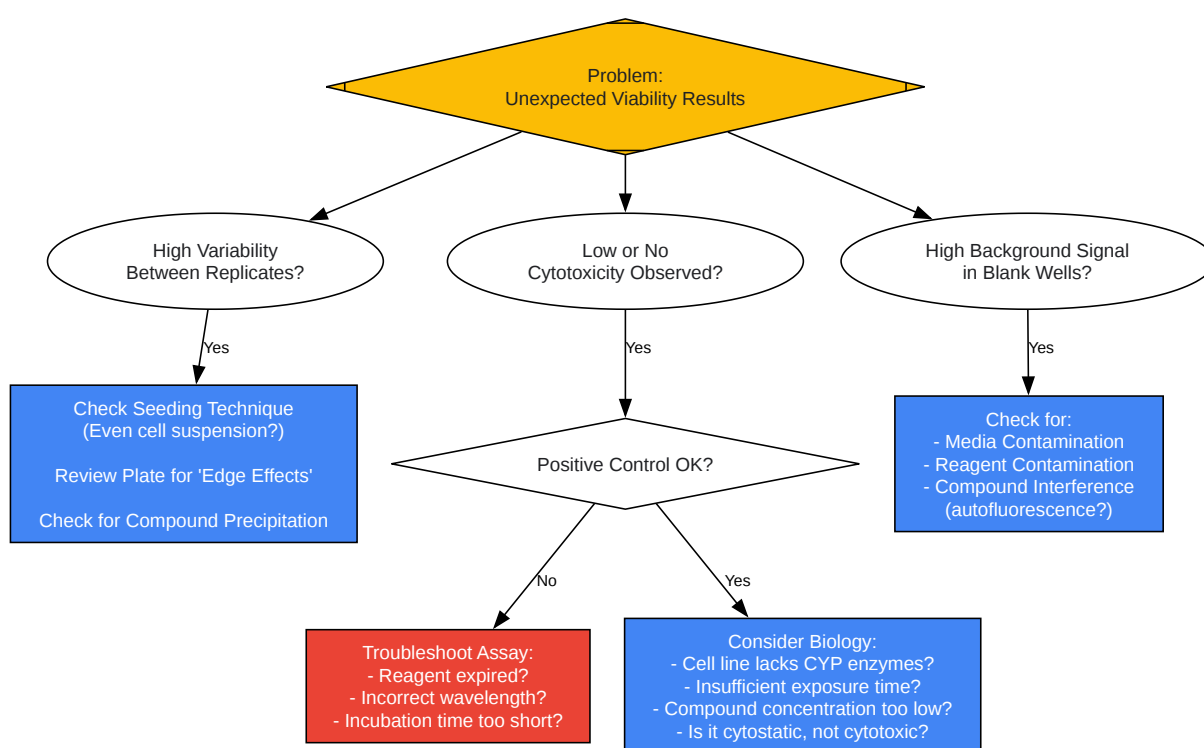 Problem:
Unexpected Viability Results
High Variability
Between Replicates?
Low or No
Cytotoxicity Observed?
High Background Signal
in Blank Wells?
Yes
Yes
Yes
Check Seeding Technique
(Even cell suspension?)
Review Plate for 'Edge Effects'
Check for Compound Precipitation
Positive Control OK?
Check for:
- Media Contamination
- Reagent Contamination
- Compound Interference
(autofluorescence?)
No
Yes
Troubleshoot Assay:
- Reagent expired?
- Incorrect wavelength?
- Incubation time too short?
Consider Biology:
- Cell line lacks CYP enzymes?
- Insufficient exposure time?
- Compound concentration too low?
- Is it cytostatic, not cytotoxic?